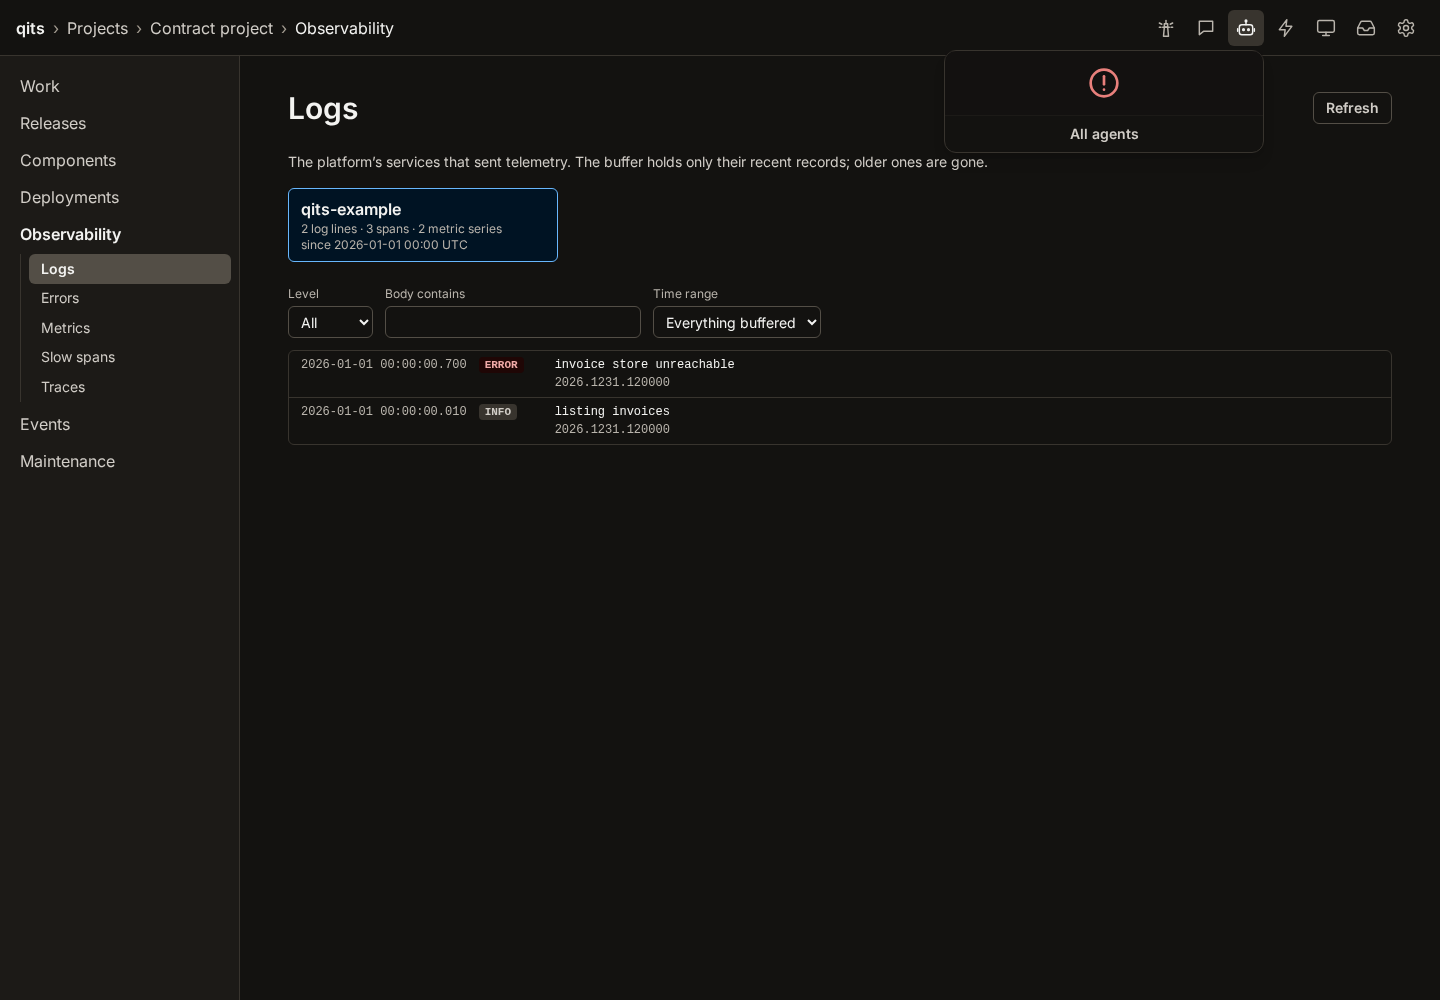 qits › Projects › Contract project › Observability
Work
Releases
Components
Deployments
Observability
Logs
Errors
Metrics
Slow spans
Traces
Events
Maintenance
All agents
Logs
Refresh
The platform’s services that sent telemetry. The buffer holds only their recent records; older ones are gone.
qits-example
2 log lines · 3 spans · 2 metric series
since 2026-01-01 00:00 UTC
Level
Body contains
Time range
All
Everything buffered
2026-01-01 00:00:00.700 ERROR invoice store unreachable
2026.1231.120000
2026-01-01 00:00:00.010 INFO listing invoices
2026.1231.120000